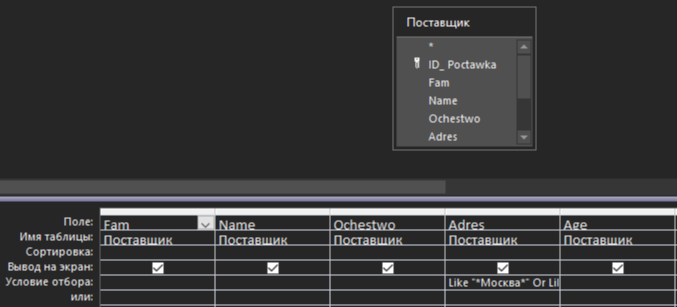 Поставщик
*
ID_ Poctawka
Fam
Name
Ochestwo
Adres
Поле: Fam Name Ochestwo Adres Age
Имя таблицы: Поставщик Поставщик Поставщик Поставщик Поставщик
Сортировка:
Вывод на экран:
Условие отбора: Like "*Москва*" Or Lil
или: